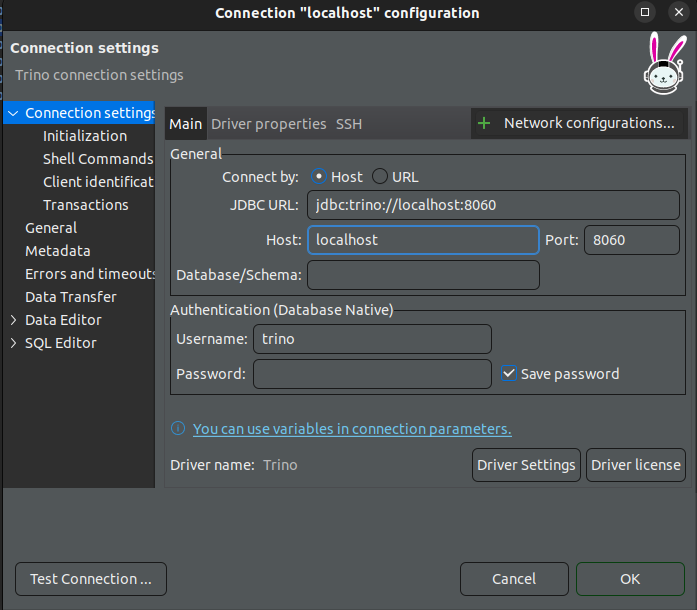 Connection "localhost" configuration
Connection settings
Trino connection settings
Connection settings
Initialization
Shell Commands
Client identificat
Transactions
General
Metadata
Errors and timeouts
Data Transfer
Data Editor
SQL Editor
Main Driver properties SSH + Network configurations...
General
Connect by: Host URL
JDBC URL: jdbc:trino://localhost:8060
Host: localhost Port: 8060
Database/Schema:
Authentication (Database Native)
Username: trino
Password: Save password
You can use variables in connection parameters.
Driver name: Trino Driver Settings Driver license
Test Connection ... Cancel OK